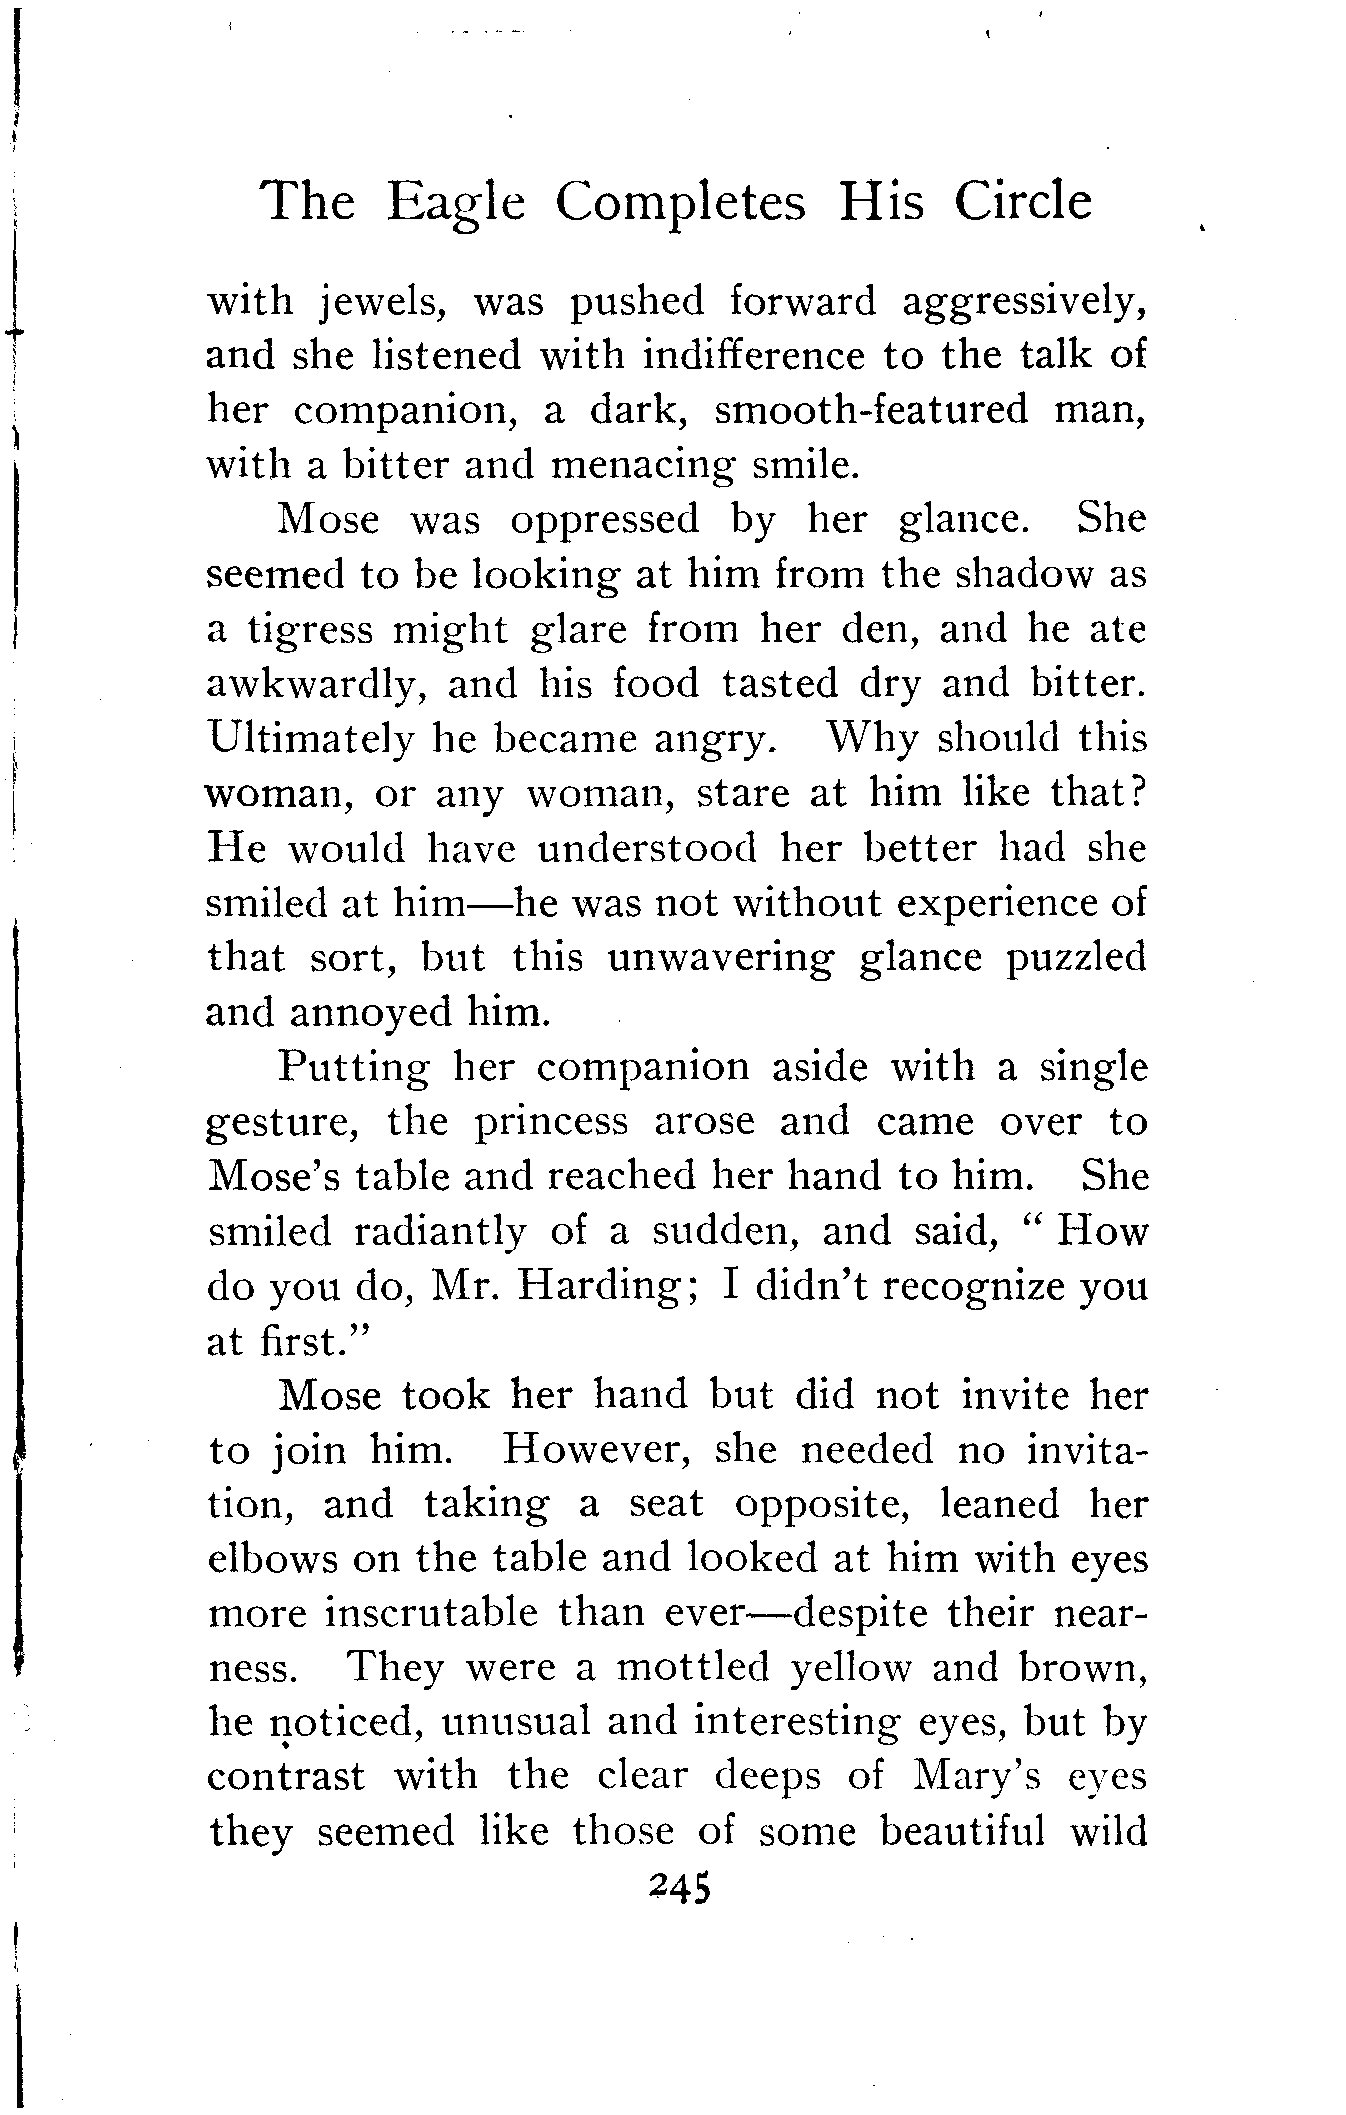 The Eagle Completes His Circle
with jewels, was pushed forward aggressively,
and she listened with indifference to the talk of
her companion, a dark, smooth-featured man,
with a bitter and menacing smile.
Mose was oppressed by her glance. She
seemed to be looking at him from the shadow as
a tigress might glare from her den, and he ate
awkwardly, and his food tasted dry and bitter.
Ultimately he became angry. Why should this
woman, or any woman, stare at him like that?
He would have understood her better had she
smiled at him—he was not without experience of
that sort, but this unwavering glance puzzled
and annoyed him.
Putting her companion aside with a single
gesture, the princess arose and came over to
Mose's table and reached her hand to him. She
smiled radiantly of a sudden, and said, “ How
do you do, Mr. Harding; I didn't recognize you
at first.”
Mose took her hand but did not invite her
to join him. However, she needed no invita-
tion, and taking a seat opposite, leaned her
elbows on the table and looked at him with eyes
more inscrutable than ever—despite their near-
ness. They were a mottled yellow and brown,
he noticed, unusual and interesting eyes, but by
contrast with the clear deeps of Mary's eyes
they seemed like those of some beautiful wild
245